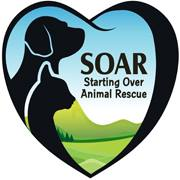 SOAR
Starting Over
Animal Rescue